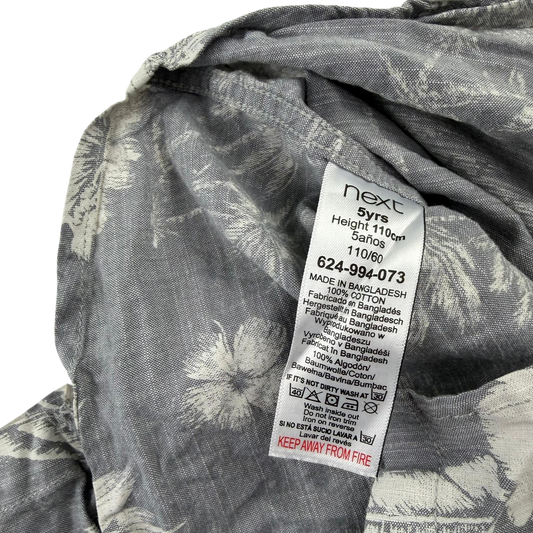 next
5yrs
Height 110cm
5años
110/60
624-994-073
MADE IN BANGLADESH
100% COTTON
Fabricado en Bangladés
Hergestellt in Bangladesch
Fabriqué au Bangladesh
Wyprodukowano w
Bangladeszu
Vyrobeno v Bangladéši
Fabricat în Bangladesh
100% Algodón/
Baumwolle/Coton/
Bawełna/Bavlna/Bumbac
IF IT'S NOT DIRTY WASH AT 30
40
Wash inside out
Do not iron trim
Iron on reverse
SI NO ESTÁ SUCIO LAVAR A 30
Lavar del revés
KEEP AWAY FROM FIRE